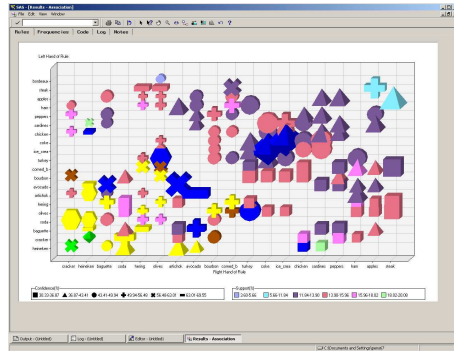 SAS - [Results - Association]
File Edit View Window
Rules Frequencies Code Log Notes
Left Hand of Rule
bordeaux
steak
apples
ham
peppers
sardines
chicken
coke
ice_crea
turkey
corned_b
bourbon
avocado
artichok
hering
olives
soda
baguette
cracker
heineken
cracker heineken baguette soda hering olives artichok avocado bourbon corned_b turkey coke ice_crea chicken sardines peppers ham apples steak
Right Hand of Rule
Confidence(%)
Support(%)
Output - (Untitled) Log - (Untitled) Editor - (Untitled) Results - Association